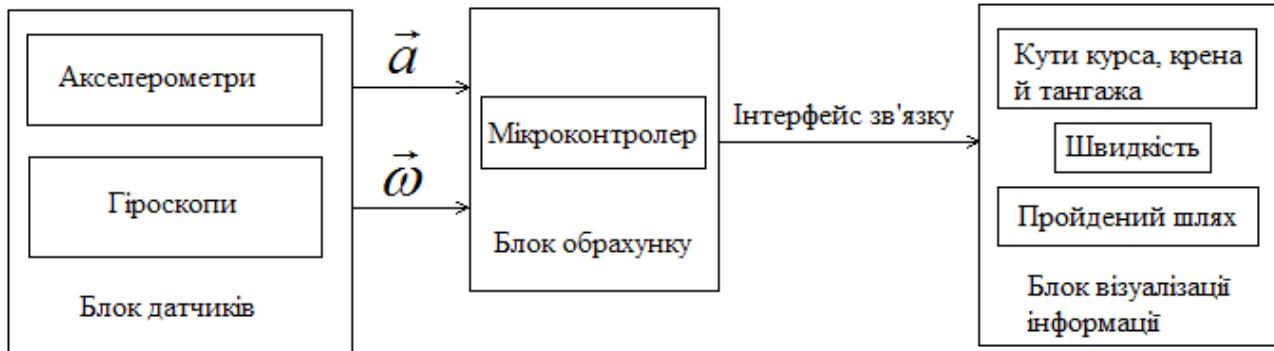 Акселерометри
Гіроскопи
Блок датчиків
a
ω
Мікроконтролер
Блок обрахунку
Інтерфейс зв'язку
Кути курса, крена
й тангажа
Швидкість
Пройдений шлях
Блок візуалізації
інформації